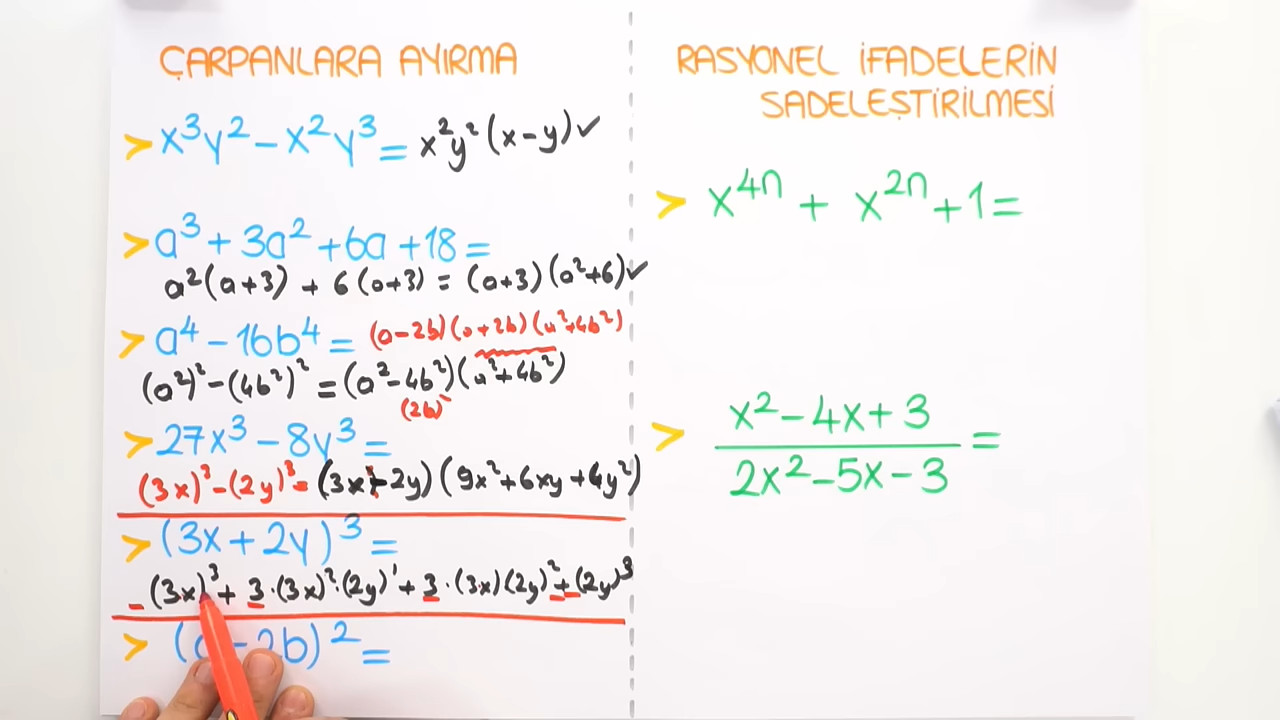 ÇARPANLARA AYIRMA
> x³y² - x²y³ = x²y²(x-y)✓
> a³ + 3a² + 6a + 18 =
a²(a+3) + 6(a+3) = (a+3)(a²+6)✓
> a⁴ - 16b⁴ = (a-2b)(a+2b)(a²+4b²)
(a²)² - (4b²)² = (a²-4b²)(a²+4b²)
(2b)²
> 27x³ - 8y³ =
(3x)³ - (2y)³ = (3x-2y)(9x²+6xy+4y²)
> (3x+2y)³ =
(3x)³ + 3·(3x)²·(2y)¹ + 3·(3x)(2y)² + (2y)³
> (a-2b)² =
RASYONEL İFADELERİN
SADELEŞTİRİLMESİ
> x⁴ⁿ + x²ⁿ + 1 =
> x² - 4x + 3
2x² - 5x - 3 =